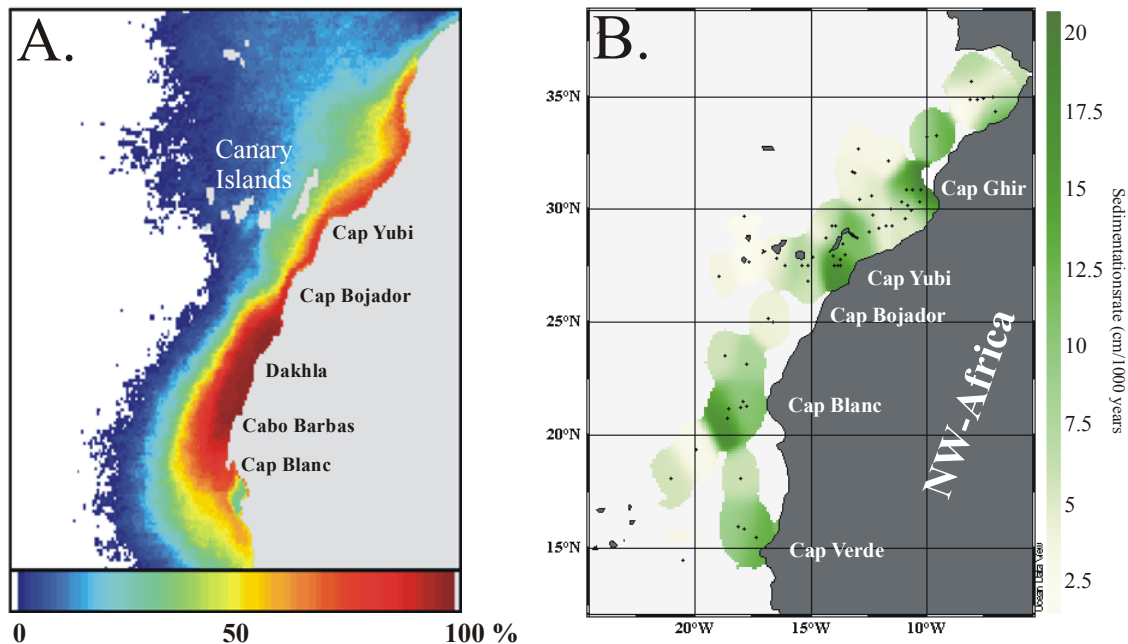 A.
Canary
Islands
Cap Yubi
Cap Bojador
Dakhla
Cabo Barbas
Cap Blanc
0
50
100 %
B.
35°N
30°N
25°N
20°N
15°N
20°W
15°W
10°W
Cap Ghir
Cap Yubi
Cap Bojador
Cap Blanc
Cap Verde
NW-Africa
Ocean Data View
20
17.5
15
12.5
10
7.5
5
2.5
Sedimentationsrate (cm/1000 years)